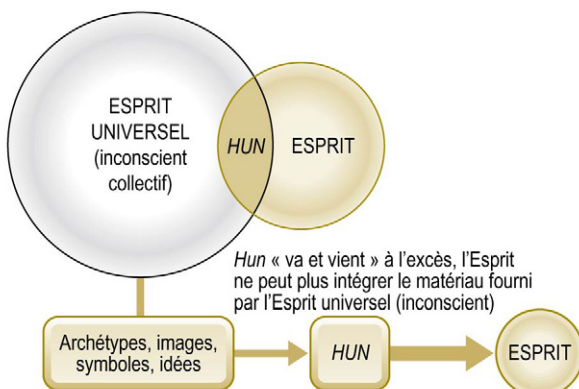 ESPRIT
UNIVERSEL
(inconscient
collectif)
HUN
ESPRIT
Hun « va et vient » à l’excès, l’Esprit
ne peut plus intégrer le matériau fourni
par l’Esprit universel (inconscient)
Archétypes, images,
symboles, idées
HUN
ESPRIT